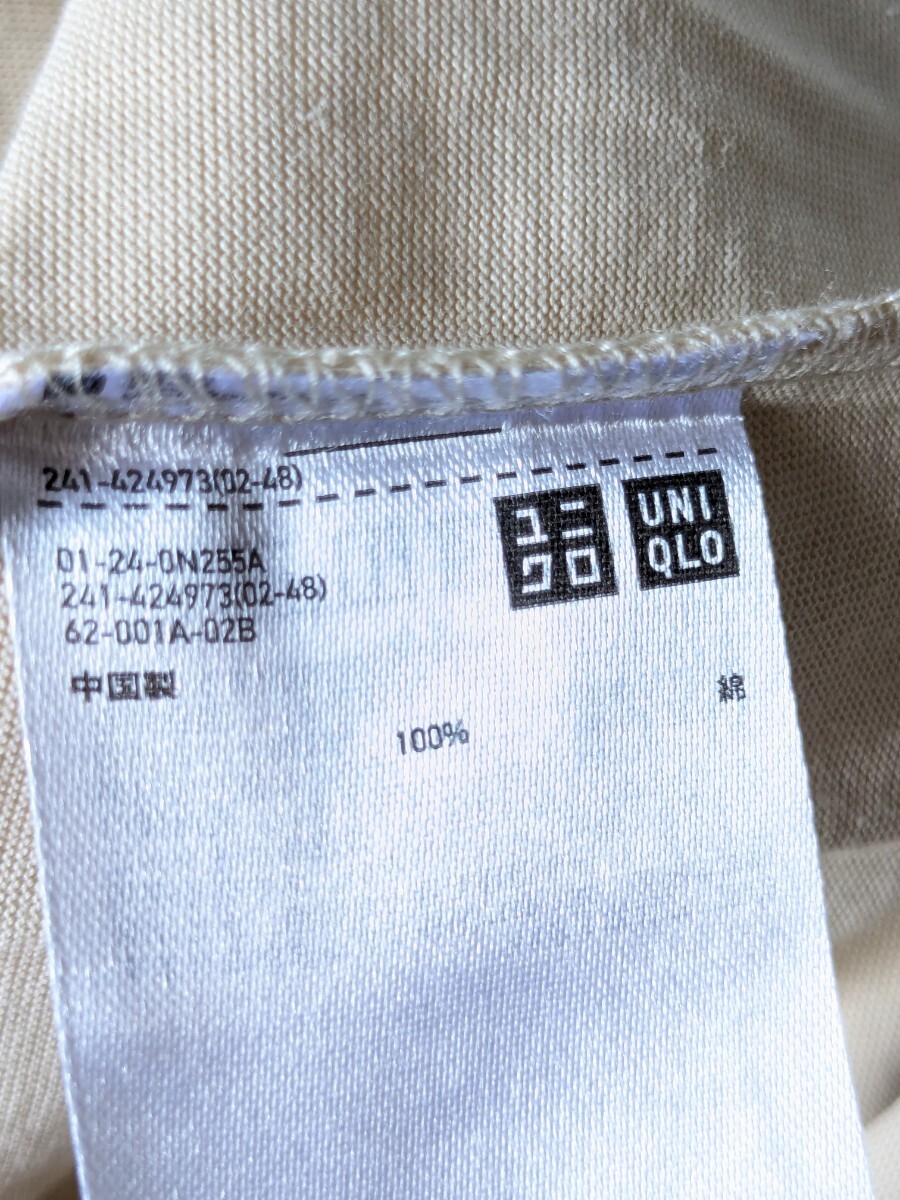 241-424973(02-48)
ユニ
クロ
UNI
QLO
01-24-0N255A
241-424973(02-48)
62-001A-02B
中国製
綿
100%